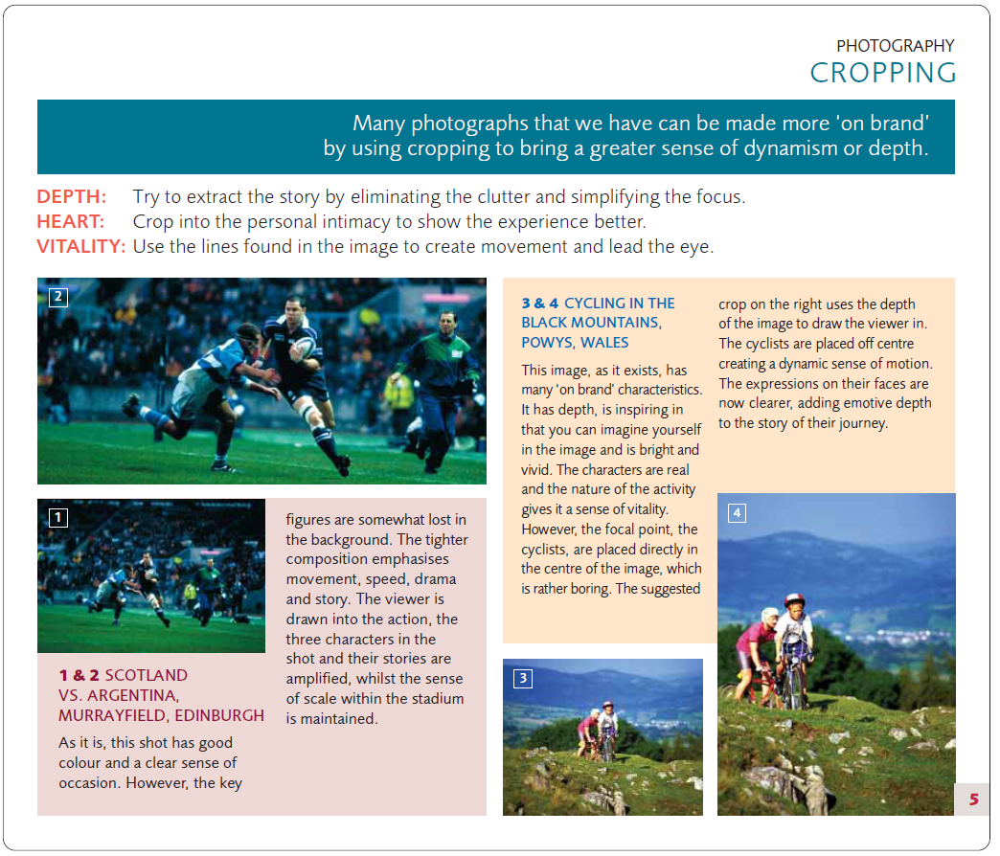 PHOTOGRAPHY
CROPPING
Many photographs that we have can be made more 'on brand'
by using cropping to bring a greater sense of dynamism or depth.
DEPTH: Try to extract the story by eliminating the clutter and simplifying the focus.
HEART: Crop into the personal intimacy to show the experience better.
VITALITY: Use the lines found in the image to create movement and lead the eye.
2
1
1 & 2 SCOTLAND
VS. ARGENTINA,
MURRAYFIELD, EDINBURGH
As it is, this shot has good
colour and a clear sense of
occasion. However, the key
figures are somewhat lost in
the background. The tighter
composition emphasises
movement, speed, drama
and story. The viewer is
drawn into the action, the
three characters in the
shot and their stories are
amplified, whilst the sense
of scale within the stadium
is maintained.
3 & 4 CYCLING IN THE
BLACK MOUNTAINS,
POWYS, WALES
This image, as it exists, has
many 'on brand' characteristics.
It has depth, is inspiring in
that you can imagine yourself
in the image and is bright and
vivid. The characters are real
and the nature of the activity
gives it a sense of vitality.
However, the focal point, the
cyclists, are placed directly in
the centre of the image, which
is rather boring. The suggested
crop on the right uses the depth
of the image to draw the viewer in.
The cyclists are placed off centre
creating a dynamic sense of motion.
The expressions on their faces are
now clearer, adding emotive depth
to the story of their journey.
3
4
5